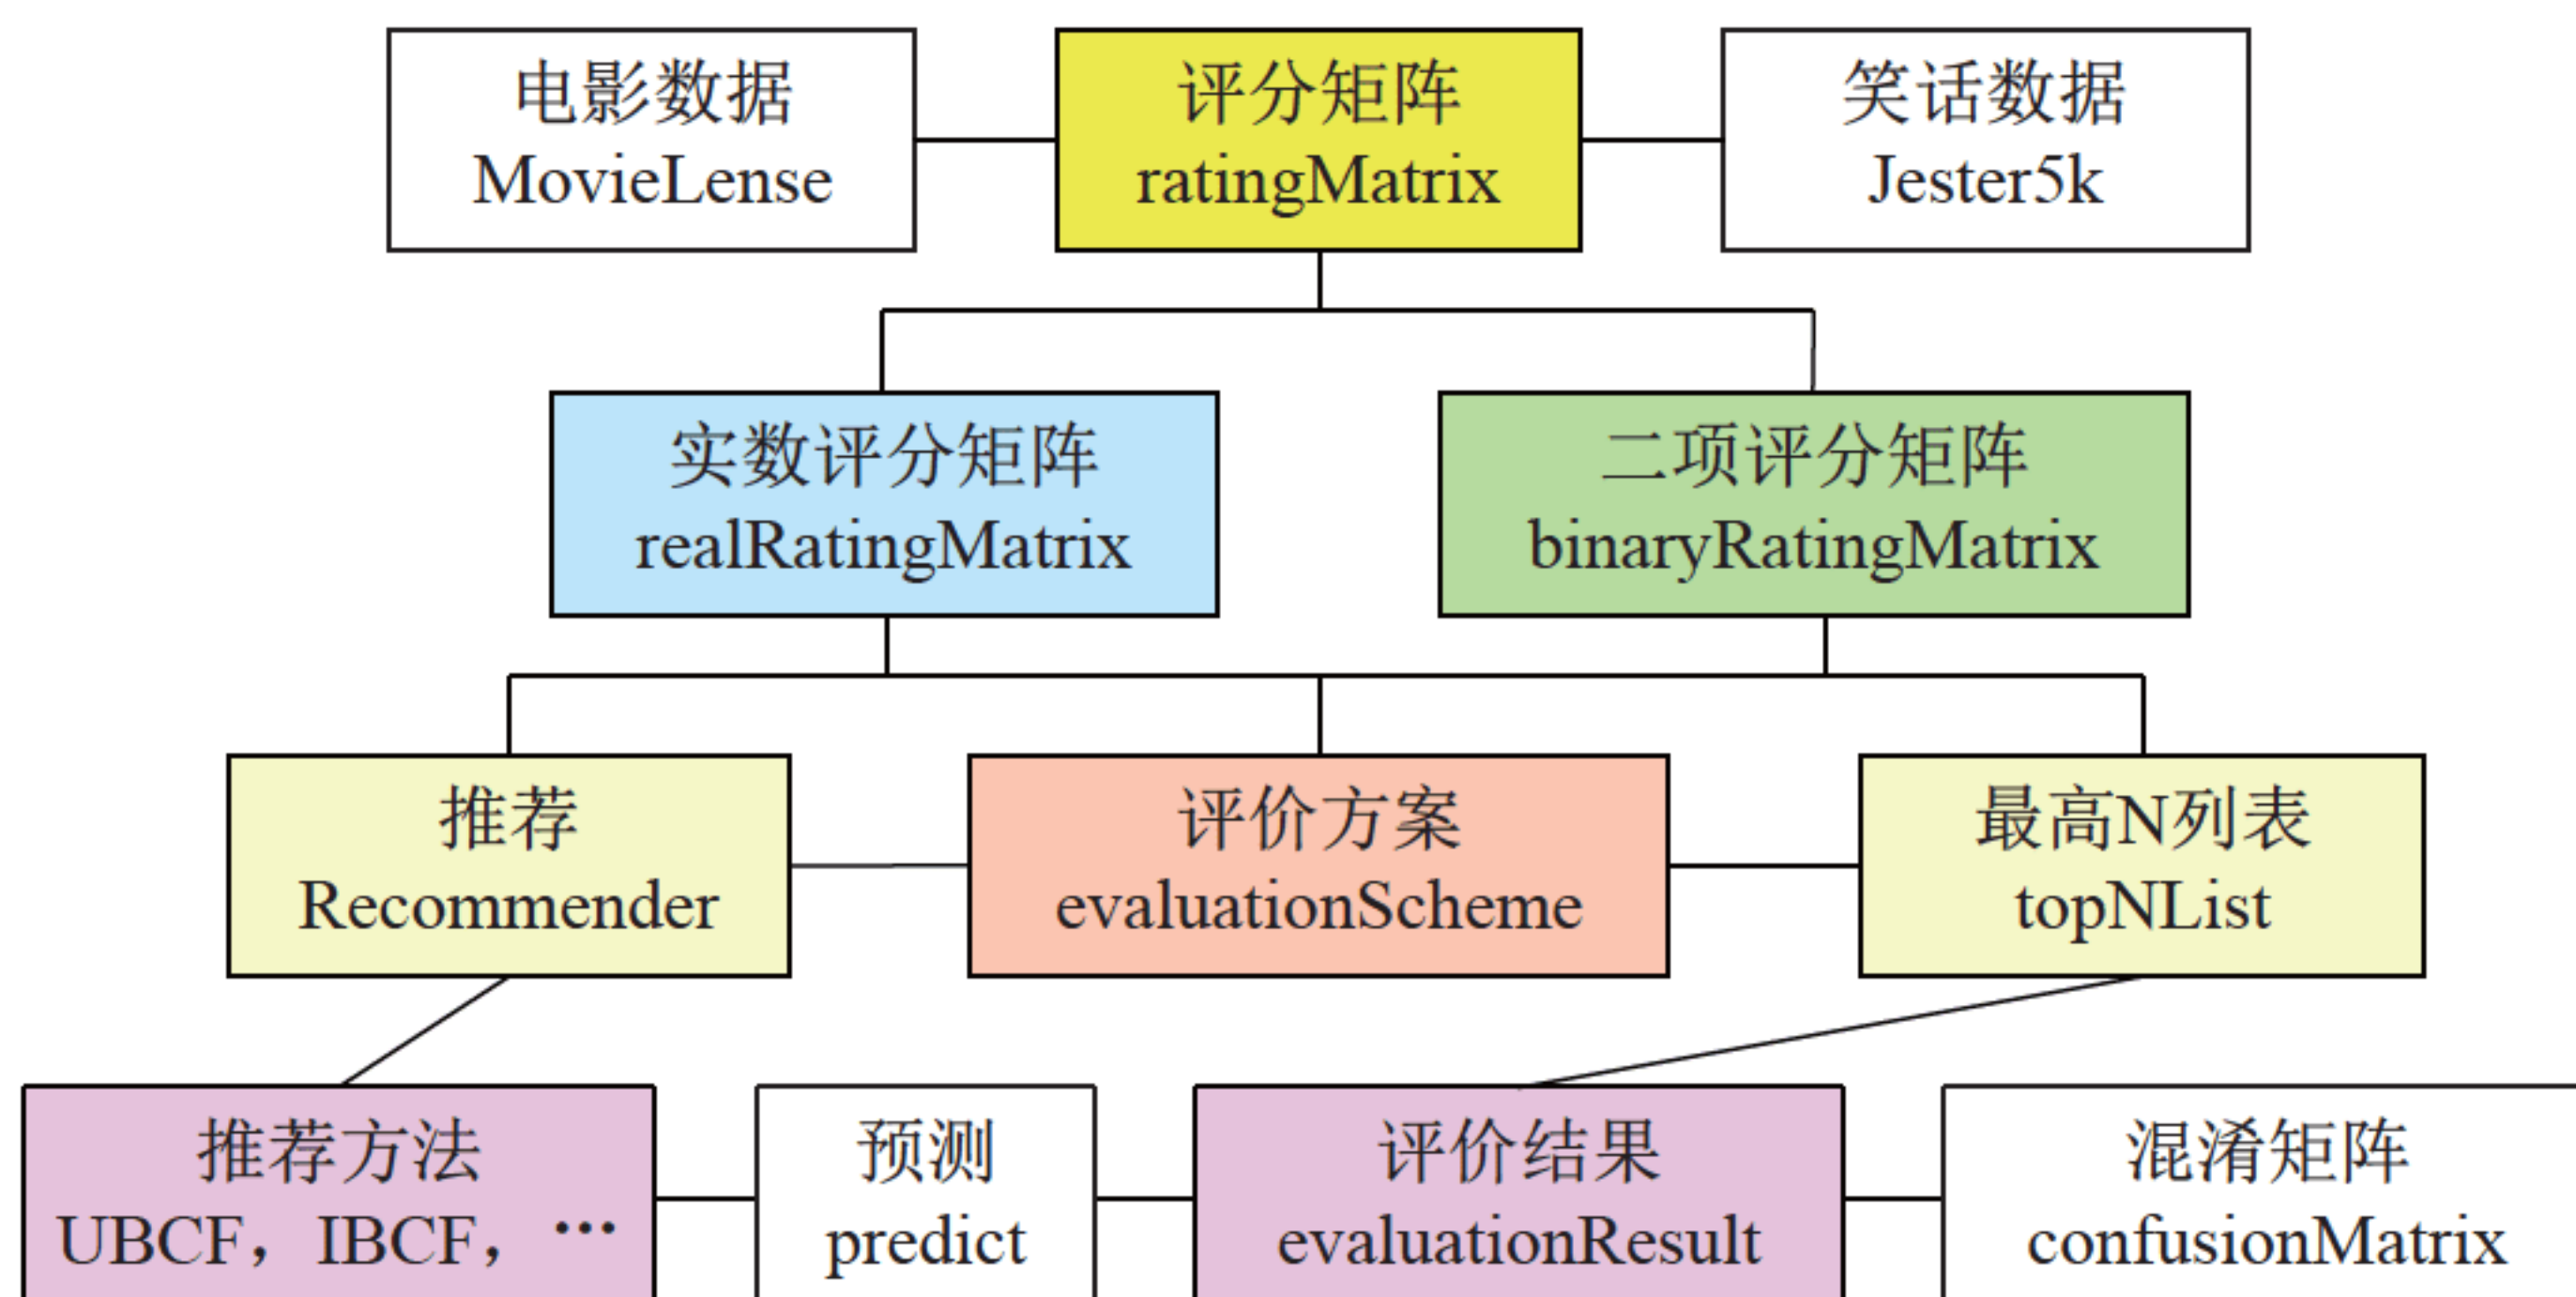 电影数据
MovieLense
评分矩阵
ratingMatrix
笑话数据
Jester5k
实数评分矩阵
realRatingMatrix
二项评分矩阵
binaryRatingMatrix
推荐
Recommender
评价方案
evaluationScheme
最高N列表
topNList
推荐方法
UBCF，IBCF，…
预测
predict
评价结果
evaluationResult
混淆矩阵
confusionMatrix